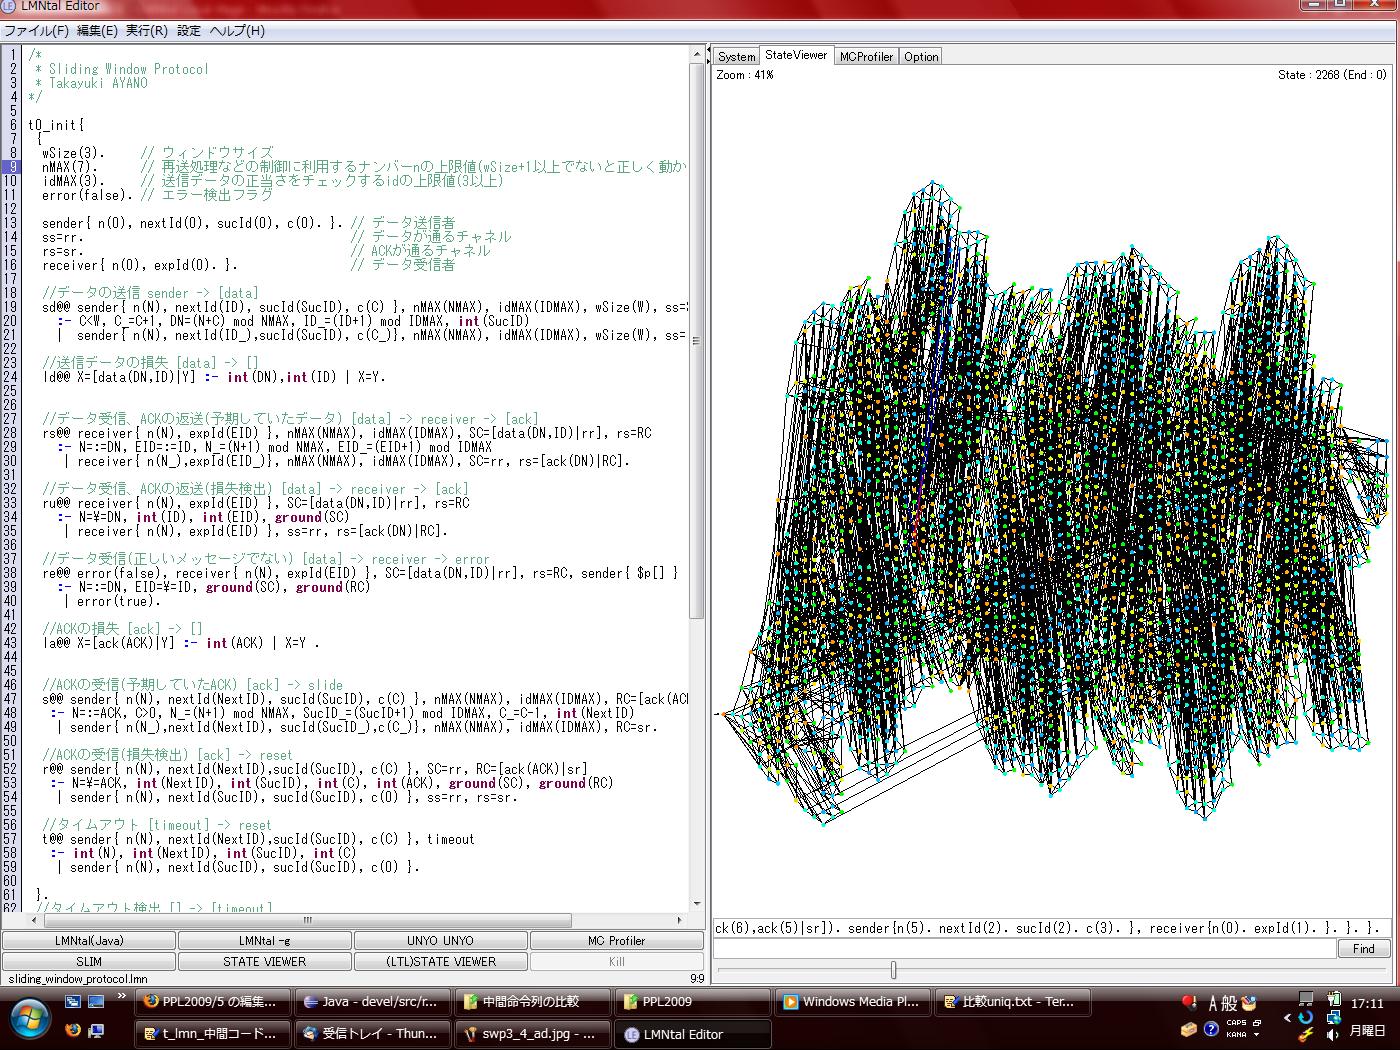 LMNtal Editor
ファイル(F) 編集(E) 実行(R) 設定 ヘルプ(H)
1 /*
2 * Sliding Window Protocol
3 * Takayuki AYANO
4 */
5
6 t0_init{
7 {
8 wSize(3). // ウィンドウサイズ
9 nMAX(7). // 再送処理などの制御に利用するナンバーnの上限値(wSize+1以上でないと正しく動か
10 idMAX(3). // 送信データの正当さをチェックするidの上限値(3以上)
11 error(false). // エラー検出フラグ
12
13 sender{ n(0), nextId(0), sucId(0), c(0). }. // データ送信者
14 ss=rr. // データが通るチャネル
15 rs=sr. // ACKが通るチャネル
16 receiver{ n(0), expId(0). }. // データ受信者
17
18 //データの送信 sender -> [data]
19 sd@@ sender{ n(N), nextId(ID), sucId(SucID), c(C) }, nMAX(NMAX), idMAX(IDMAX), wSize(W), ss=
20 :- C<W, C_=C+1, DN=(N+C) mod NMAX, ID_=(ID+1) mod IDMAX, int(SucID)
21 | sender{ n(N), nextId(ID_),sucId(SucID), c(C_)}, nMAX(NMAX), idMAX(IDMAX), wSize(W), ss=
22
23 //送信データの損失 [data] -> []
24 ld@@ X=[data(DN,ID)|Y] :- int(DN),int(ID) | X=Y.
25
26
27 //データ受信、ACKの返送(予期していたデータ) [data] -> receiver -> [ack]
28 rs@@ receiver{ n(N), expId(EID) }, nMAX(NMAX), idMAX(IDMAX), SC=[data(DN,ID)|rr], rs=RC
29 :- N=:=DN, EID=:=ID, N_=(N+1) mod NMAX, EID_=(EID+1) mod IDMAX
30 | receiver{ n(N_),expId(EID_)}, nMAX(NMAX), idMAX(IDMAX), SC=rr, rs=[ack(DN)|RC].
31
32 //データ受信、ACKの返送(損失検出) [data] -> receiver -> [ack]
33 ru@@ receiver{ n(N), expId(EID) }, SC=[data(DN,ID)|rr], rs=RC
34 :- N=¥=DN, int(ID), int(EID), ground(SC)
35 | receiver{ n(N), expId(EID) }, ss=rr, rs=[ack(DN)|RC].
36
37 //データ受信(正しいメッセージでない) [data] -> receiver -> error
38 re@@ error(false), receiver{ n(N), expId(EID) }, SC=[data(DN,ID)|rr], rs=RC, sender{ $p[] }
39 :- N=:=DN, EID=¥=ID, ground(SC), ground(RC)
40 | error(true).
41
42 //ACKの損失 [ack] -> []
43 la@@ X=[ack(ACK)|Y] :- int(ACK) | X=Y .
44
45
46 //ACKの受信(予期していたACK) [ack] -> slide
47 s@@ sender{ n(N), nextId(NextID), sucId(SucID), c(C) }, nMAX(NMAX), idMAX(IDMAX), RC=[ack(ACK
48 :- N=:=ACK, C>0, N_=(N+1) mod NMAX, SucID_=(SucID+1) mod IDMAX, C_=C-1, int(NextID)
49 | sender{ n(N_),nextId(NextID), sucId(SucID_),c(C_)}, nMAX(NMAX), idMAX(IDMAX), RC=sr.
50
51 //ACKの受信(損失検出) [ack] -> reset
52 r@@ sender{ n(N), nextId(NextID),sucId(SucID), c(C) }, SC=rr, RC=[ack(ACK)|sr]
53 :- N=¥=ACK, int(NextID), int(SucID), int(C), int(ACK), ground(SC), ground(RC)
54 | sender{ n(N), nextId(SucID), sucId(SucID), c(0) }, ss=rr, rs=sr.
55
56 //タイムアウト [timeout] -> reset
57 t@@ sender{ n(N), nextId(NextID),sucId(SucID), c(C) }, timeout
58 :- int(N), int(NextID), int(SucID), int(C)
59 | sender{ n(N), nextId(SucID), sucId(SucID), c(0) }.
60
61 }.
62 //タイムアウト検出 [] -> [timeout]
LMNtal(Java) LMNtal -g UNYO UNYO MC Profiler
SLIM STATE VIEWER (LTL)STATE VIEWER Kill
sliding_window_protocol.lmn 9:9
System StateViewer MCProfiler Option
Zoom : 41% State : 2268 (End : 0)
ck(6),ack(5)|sr]). sender{n(5). nextId(2). sucId(2). c(3). }, receiver{n(0). expId(1). }. }. }.
Find
PPL2009/5 の編集... Java - devel/src/r... 中間命令列の比較 PPL2009 Windows Media Pl... 比較uniq.txt - Ter...
t_lmn_中間コード... 受信トレイ - Thun... swp3_4_ad.jpg - ... LMNtal Editor
A 般
CAPS
KANA
17:11
月曜日